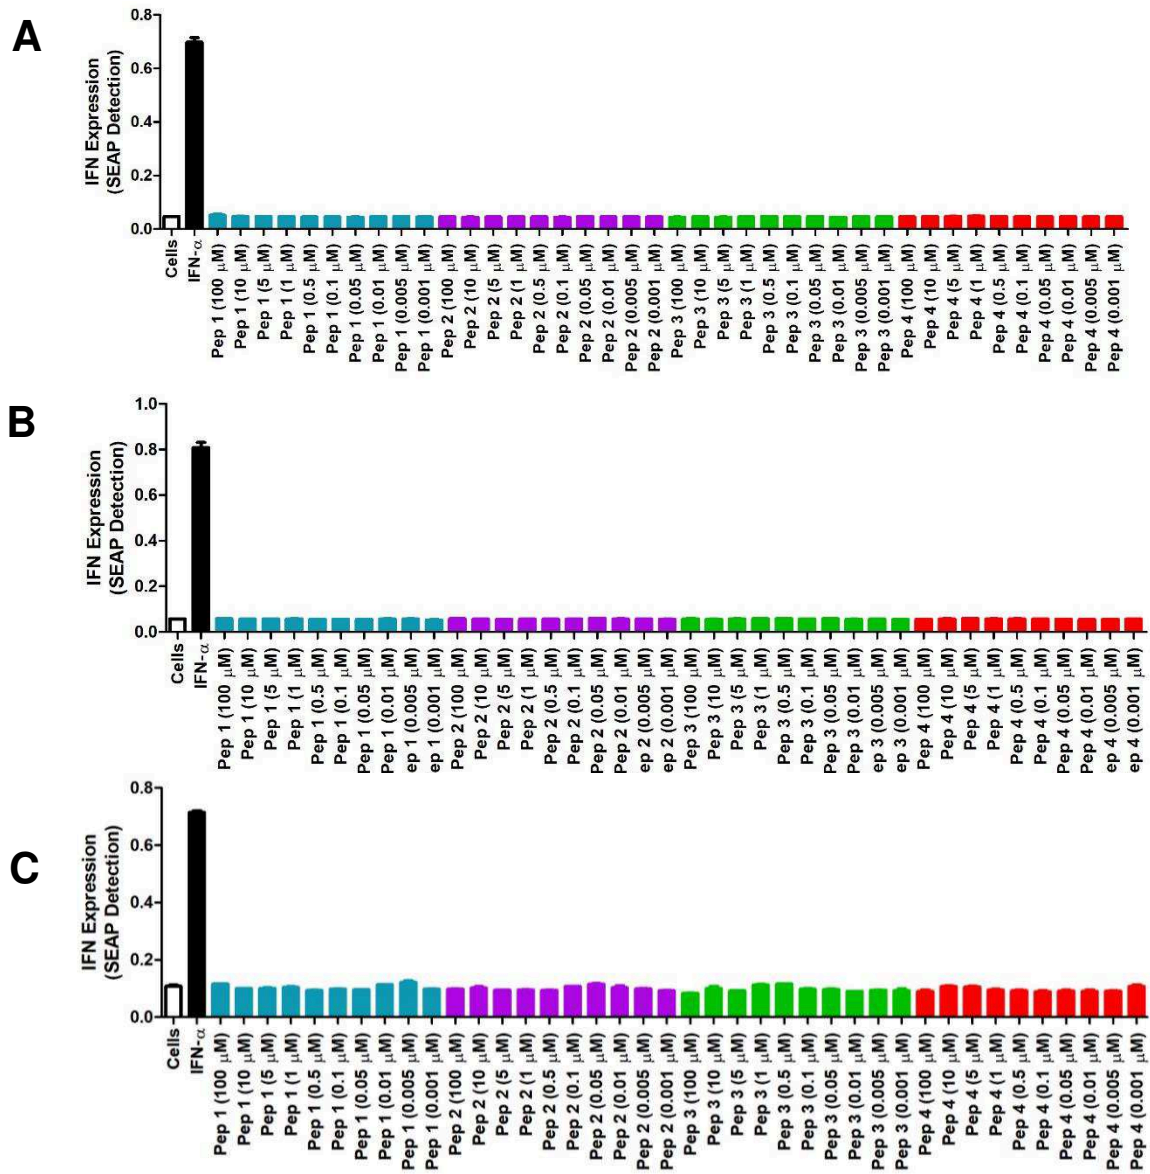 A
IFN Expression
(SEAP Detection)
0.8
0.6
0.4
0.2
0.0
Cells
IFN-α
Pep 1 (100 μM)
Pep 1 (10 μM)
Pep 1 (5 μM)
Pep 1 (1 μM)
Pep 1 (0.5 μM)
Pep 1 (0.1 μM)
Pep 1 (0.05 μM)
Pep 1 (0.01 μM)
Pep 1 (0.005 μM)
Pep 1 (0.001 μM)
Pep 2 (100 μM)
Pep 2 (10 μM)
Pep 2 (5 μM)
Pep 2 (1 μM)
Pep 2 (0.5 μM)
Pep 2 (0.1 μM)
Pep 2 (0.05 μM)
Pep 2 (0.01 μM)
Pep 2 (0.005 μM)
Pep 2 (0.001 μM)
Pep 3 (100 μM)
Pep 3 (10 μM)
Pep 3 (5 μM)
Pep 3 (1 μM)
Pep 3 (0.5 μM)
Pep 3 (0.1 μM)
Pep 3 (0.05 μM)
Pep 3 (0.01 μM)
Pep 3 (0.005 μM)
Pep 3 (0.001 μM)
Pep 4 (100 μM)
Pep 4 (10 μM)
Pep 4 (5 μM)
Pep 4 (1 μM)
Pep 4 (0.5 μM)
Pep 4 (0.1 μM)
Pep 4 (0.05 μM)
Pep 4 (0.01 μM)
Pep 4 (0.005 μM)
Pep 4 (0.001 μM)
B
IFN Expression
(SEAP Detection)
1.0
0.8
0.6
0.4
0.2
0.0
Cells
IFN-α
Pep 1 (100 μM)
Pep 1 (10 μM)
Pep 1 (5 μM)
Pep 1 (1 μM)
Pep 1 (0.5 μM)
Pep 1 (0.1 μM)
Pep 1 (0.05 μM)
Pep 1 (0.01 μM)
ep 1 (0.005 μM)
ep 1 (0.001 μM)
Pep 2 (100 μM)
Pep 2 (10 μM)
Pep 2 (5 μM)
Pep 2 (1 μM)
Pep 2 (0.5 μM)
Pep 2 (0.1 μM)
Pep 2 (0.05 μM)
Pep 2 (0.01 μM)
ep 2 (0.005 μM)
ep 2 (0.001 μM)
Pep 3 (100 μM)
Pep 3 (10 μM)
Pep 3 (5 μM)
Pep 3 (1 μM)
Pep 3 (0.5 μM)
Pep 3 (0.1 μM)
Pep 3 (0.05 μM)
Pep 3 (0.01 μM)
ep 3 (0.005 μM)
ep 3 (0.001 μM)
Pep 4 (100 μM)
Pep 4 (10 μM)
Pep 4 (5 μM)
Pep 4 (1 μM)
Pep 4 (0.5 μM)
Pep 4 (0.1 μM)
Pep 4 (0.05 μM)
Pep 4 (0.01 μM)
ep 4 (0.005 μM)
ep 4 (0.001 μM)
C
IFN Expression
(SEAP Detection)
0.8
0.6
0.4
0.2
0.0
Cells
IFN-α
Pep 1 (100 μM)
Pep 1 (10 μM)
Pep 1 (5 μM)
Pep 1 (1 μM)
Pep 1 (0.5 μM)
Pep 1 (0.1 μM)
Pep 1 (0.05 μM)
Pep 1 (0.01 μM)
Pep 1 (0.005 μM)
Pep 1 (0.001 μM)
Pep 2 (100 μM)
Pep 2 (10 μM)
Pep 2 (5 μM)
Pep 2 (1 μM)
Pep 2 (0.5 μM)
Pep 2 (0.1 μM)
Pep 2 (0.05 μM)
Pep 2 (0.01 μM)
Pep 2 (0.005 μM)
Pep 2 (0.001 μM)
Pep 3 (100 μM)
Pep 3 (10 μM)
Pep 3 (5 μM)
Pep 3 (1 μM)
Pep 3 (0.5 μM)
Pep 3 (0.1 μM)
Pep 3 (0.05 μM)
Pep 3 (0.01 μM)
Pep 3 (0.005 μM)
Pep 3 (0.001 μM)
Pep 4 (100 μM)
Pep 4 (10 μM)
Pep 4 (5 μM)
Pep 4 (1 μM)
Pep 4 (0.5 μM)
Pep 4 (0.1 μM)
Pep 4 (0.05 μM)
Pep 4 (0.01 μM)
Pep 4 (0.005 μM)
Pep 4 (0.001 μM)